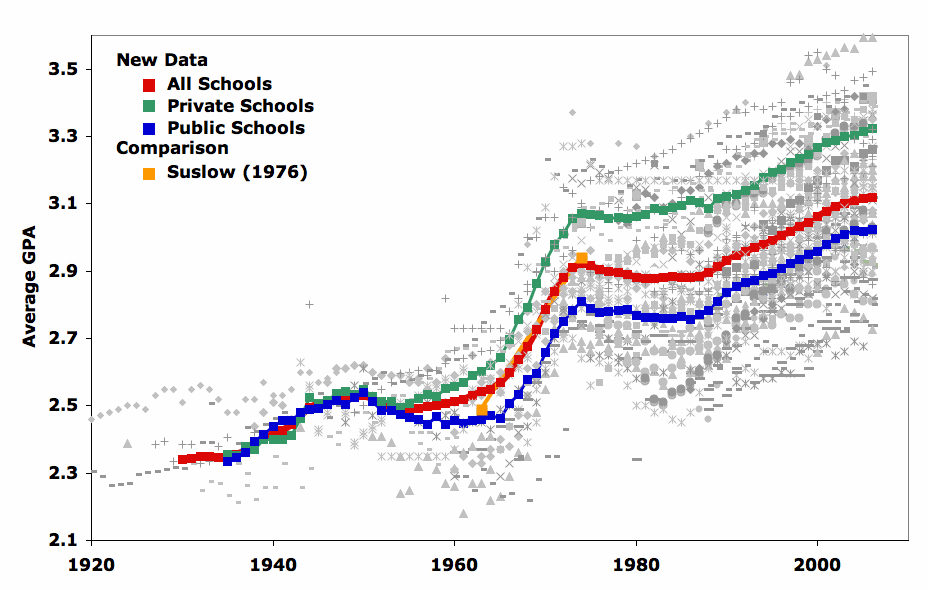 New Data
All Schools
Private Schools
Public Schools
Comparison
Suslow (1976)
Average GPA
3.5
3.3
3.1
2.9
2.7
2.5
2.3
2.1
1920 1940 1960 1980 2000